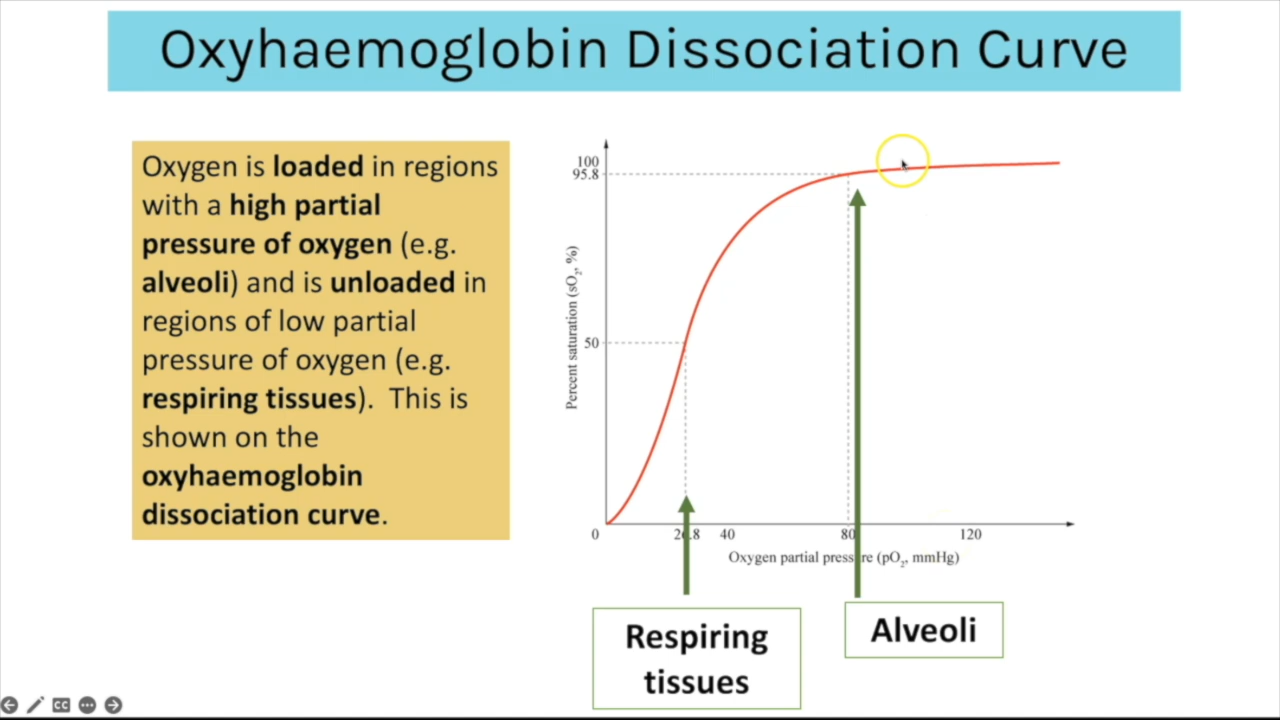 Oxyhaemoglobin Dissociation Curve
Oxygen is loaded in regions
with a high partial
pressure of oxygen (e.g.
alveoli) and is unloaded in
regions of low partial
pressure of oxygen (e.g.
respiring tissues). This is
shown on the
oxyhaemoglobin
dissociation curve.
100
95.8
50
Percent saturation (sO₂, %)
0
40
80
120
Oxygen partial pressure (pO₂, mmHg)
Respiring
tissues
Alveoli
CC